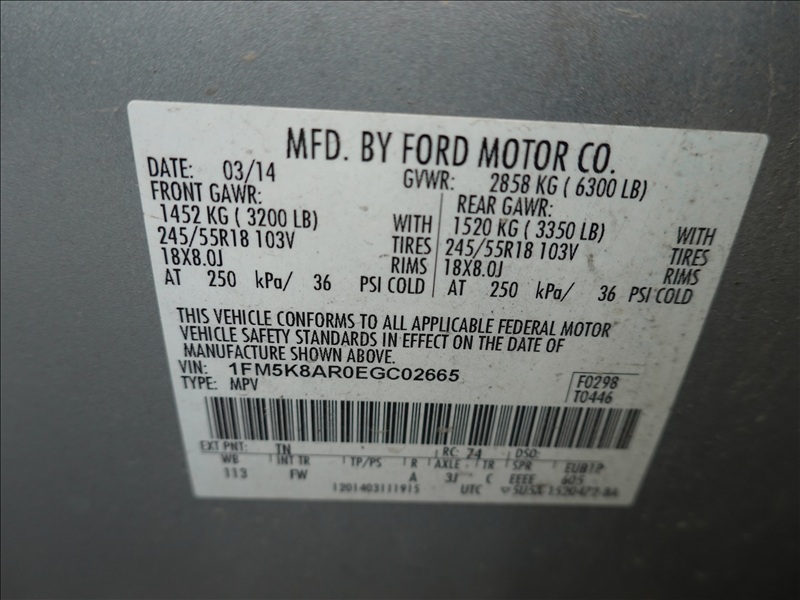 MFD. BY FORD MOTOR CO.
DATE: 03/14 GVWR: 2858 KG ( 6300 LB)
FRONT GAWR: REAR GAWR:
1452 KG ( 3200 LB) WITH 1520 KG ( 3350 LB) WITH
245/55R18 103V TIRES 245/55R18 103V TIRES
18X8.0J RIMS 18X8.0J RIMS
AT 250 kPa/ 36 PSI COLD AT 250 kPa/ 36 PSI COLD
THIS VEHICLE CONFORMS TO ALL APPLICABLE FEDERAL MOTOR
VEHICLE SAFETY STANDARDS IN EFFECT ON THE DATE OF
MANUFACTURE SHOWN ABOVE.
VIN: 1FM5K8AR0EGC02665
TYPE: MPV
F0298
T0446
EXT PNT: TN RC: 24 DSO:
WB INT TR TP/PS R AXLE TR SPR
113 FW A 3J C EEEE 605
1201403111915 UTC